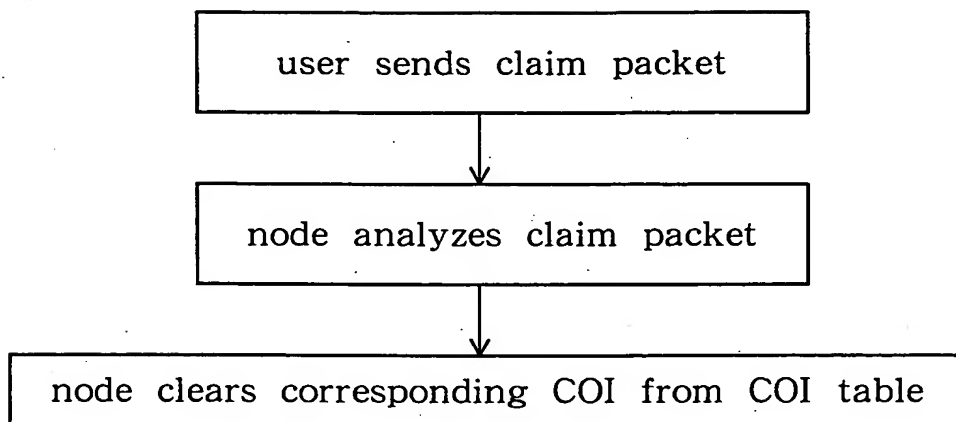 user sends claim packet
node analyzes claim packet
node clears corresponding COI from COI table